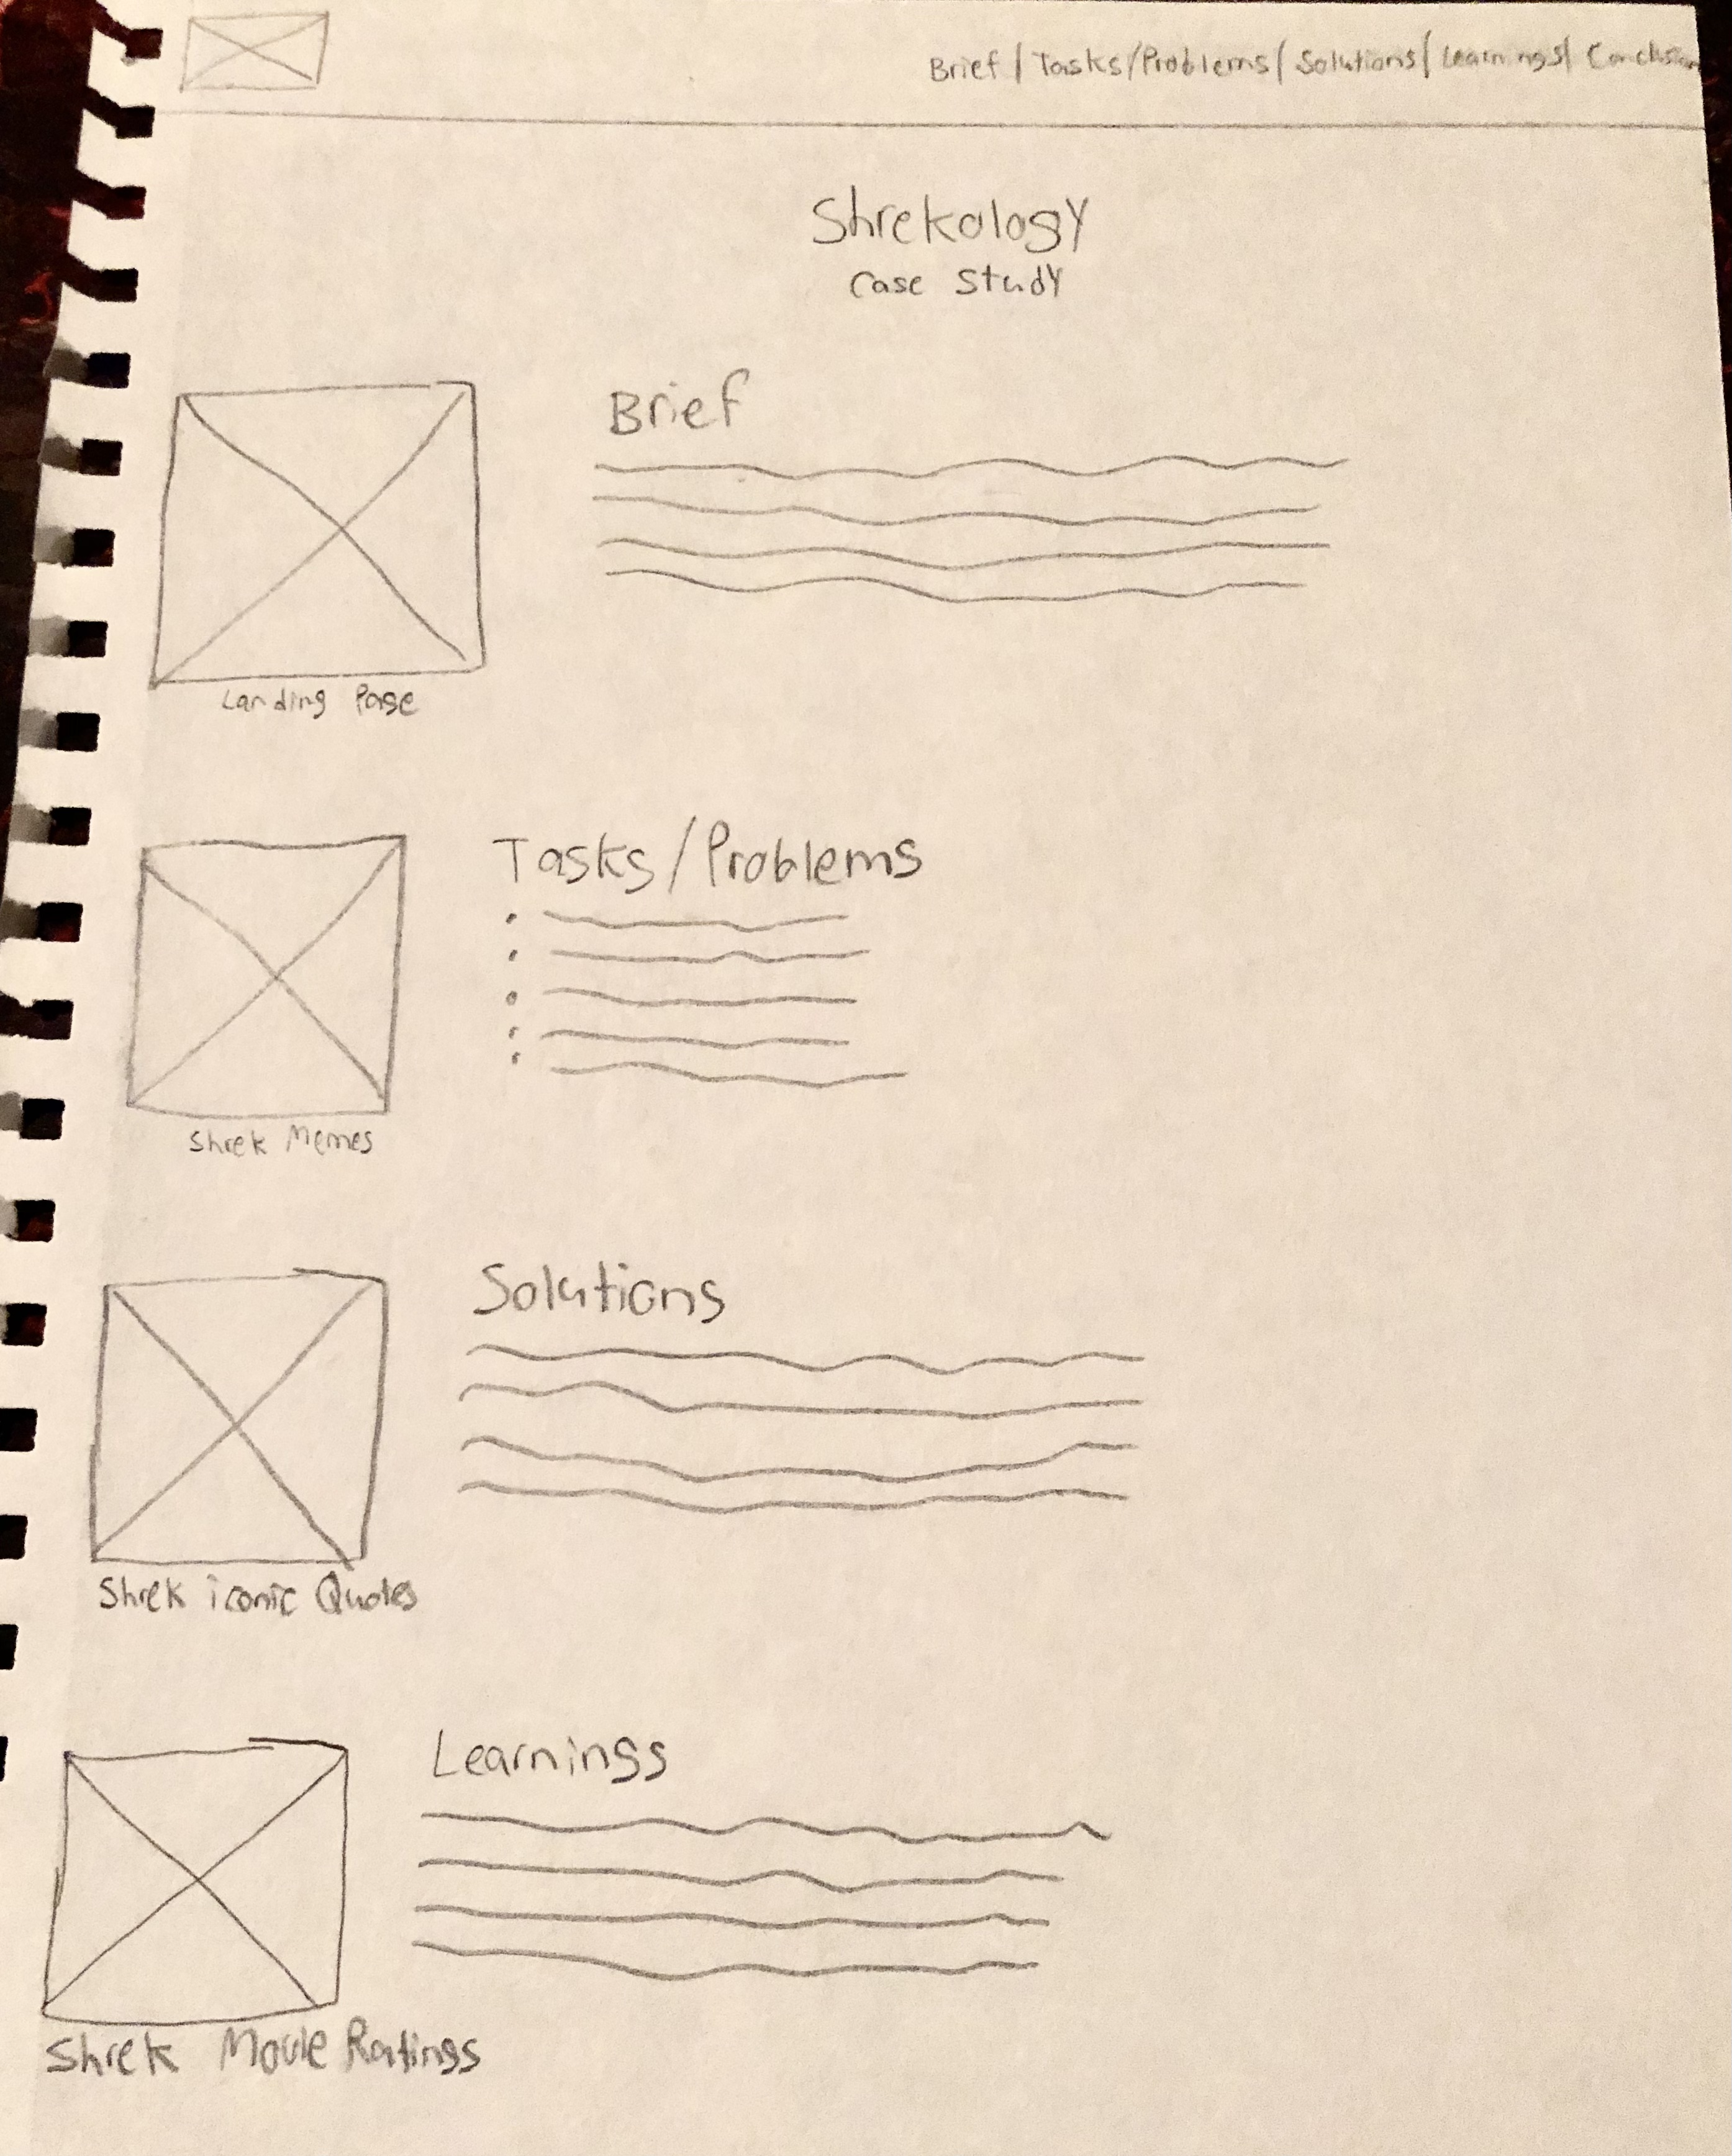 Brief / Tasks/Problems / Solutions / Learnings / Conclusion
Shrekology
Case Study
Brief
Landing Page
Tasks/Problems
Shrek Memes
Solutions
Shrek iconic Quotes
Learnings
Shrek Movie Ratings